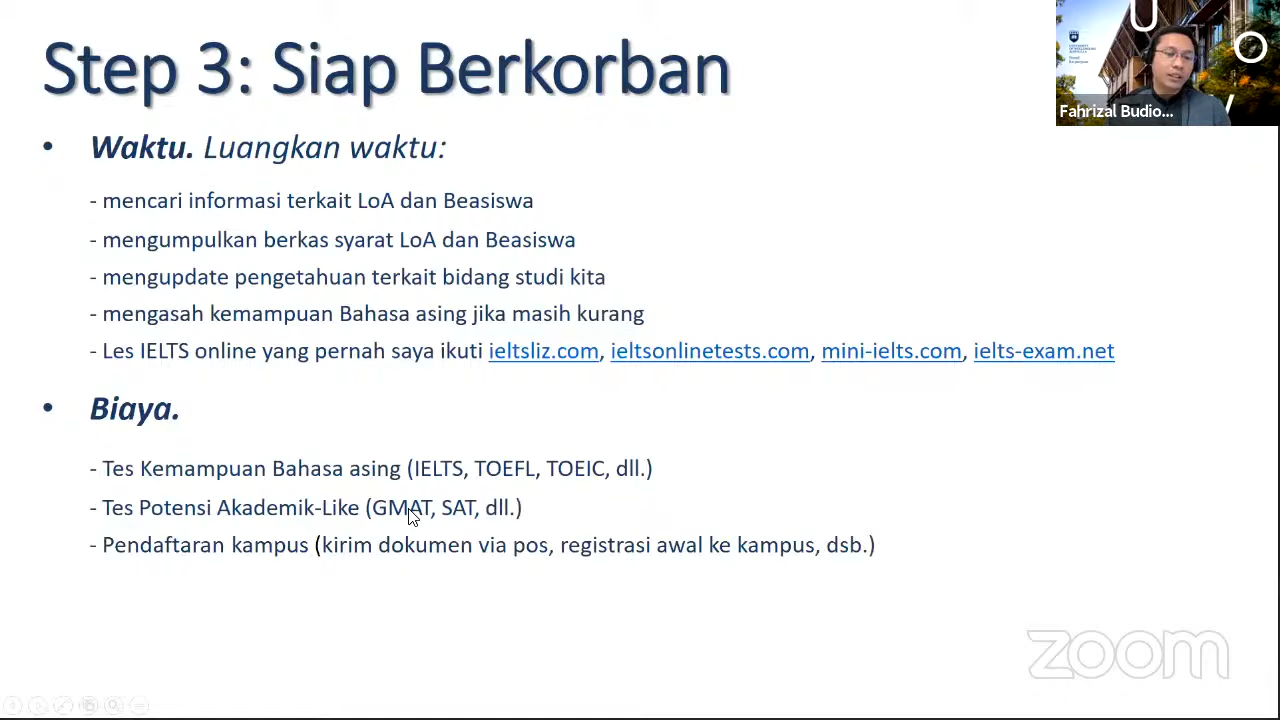 Step 3: Siap Berkorban
• Waktu. Luangkan waktu:
- mencari informasi terkait LoA dan Beasiswa
- mengumpulkan berkas syarat LoA dan Beasiswa
- mengupdate pengetahuan terkait bidang studi kita
- mengasah kemampuan Bahasa asing jika masih kurang
- Les IELTS online yang pernah saya ikuti ieltsliz.com, ieltsonlinetests.com, mini-ielts.com, ielts-exam.net
• Biaya.
- Tes Kemampuan Bahasa asing (IELTS, TOEFL, TOEIC, dll.)
- Tes Potensi Akademik-Like (GMAT, SAT, dll.)
- Pendaftaran kampus (kirim dokumen via pos, registrasi awal ke kampus, dsb.)
Fahrizal Budio...
zoom